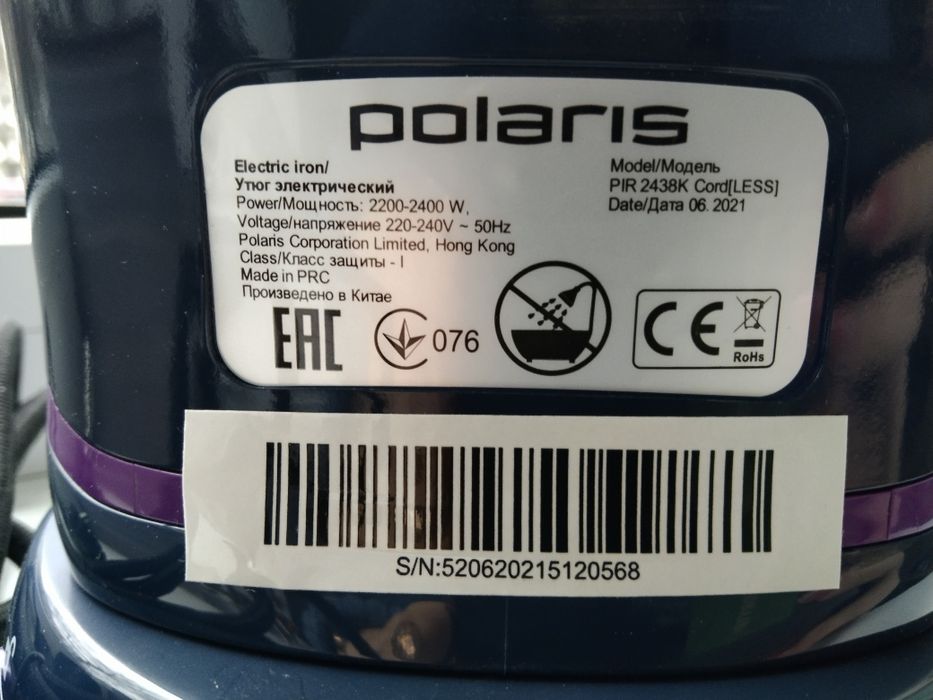 polaris
Electric iron/
Утюг электрический
Power/Мощность: 2200-2400 W,
Voltage/напряжение 220-240V ~ 50Hz
Polaris Corporation Limited, Hong Kong
Class/Класс защиты - I
Made in PRC
Произведено в Китае
Model/Модель
PIR 2438K Cord[LESS]
Date/Дата 06. 2021
EAC
076
CE
RoHs
S/N:520620215120568